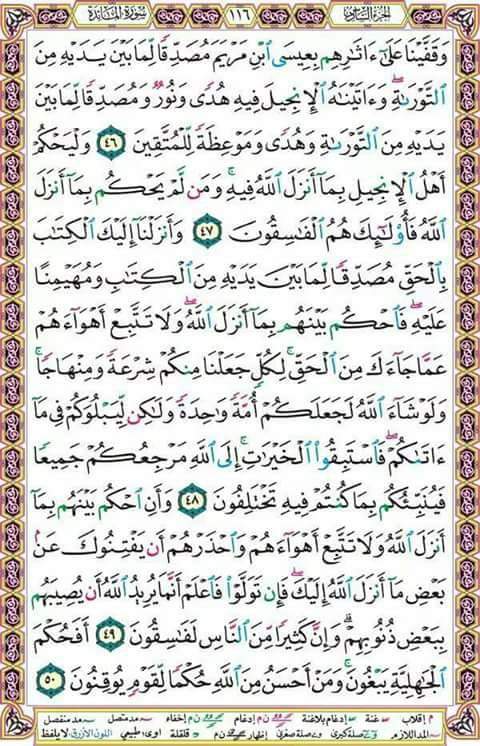 الجزء السادس ١١٦ سورة المائدة
وَقَفَّيْنَا عَلَىٰٓ ءَاثَٰرِهِم بِعِيسَى ٱبْنِ مَرْيَمَ مُصَدِّقًا لِّمَا بَيْنَ يَدَيْهِ مِنَ
ٱلتَّوْرَىٰةِ ۖ وَءَاتَيْنَٰهُ ٱلْإِنجِيلَ فِيهِ هُدًى وَنُورٌ وَمُصَدِّقًا لِّمَا بَيْنَ
يَدَيْهِ مِنَ ٱلتَّوْرَىٰةِ وَهُدًى وَمَوْعِظَةً لِّلْمُتَّقِينَ ٤٦ وَلْيَحْكُمْ
أَهْلُ ٱلْإِنجِيلِ بِمَآ أَنزَلَ ٱللَّهُ فِيهِ ۚ وَمَن لَّمْ يَحْكُم بِمَآ أَنزَلَ
ٱللَّهُ فَأُو۟لَٰٓئِكَ هُمُ ٱلْفَٰسِقُونَ ٤٧ وَأَنزَلْنَآ إِلَيْكَ ٱلْكِتَٰبَ
بِٱلْحَقِّ مُصَدِّقًا لِّمَا بَيْنَ يَدَيْهِ مِنَ ٱلْكِتَٰبِ وَمُهَيْمِنًا
عَلَيْهِ ۖ فَٱحْكُم بَيْنَهُم بِمَآ أَنزَلَ ٱللَّهُ ۖ وَلَا تَتَّبِعْ أَهْوَآءَهُمْ
عَمَّا جَآءَكَ مِنَ ٱلْحَقِّ ۚ لِكُلٍّ جَعَلْنَا مِنكُمْ شِرْعَةً وَمِنْهَاجًا ۚ
وَلَوْ شَآءَ ٱللَّهُ لَجَعَلَكُمْ أُمَّةً وَٰحِدَةً وَلَٰكِن لِّيَبْلُوَكُمْ فِى مَآ
ءَاتَىٰكُمْ ۖ فَٱسْتَبِقُوا۟ ٱلْخَيْرَٰتِ ۚ إِلَى ٱللَّهِ مَرْجِعُكُمْ جَمِيعًا
فَيُنَبِّئُكُم بِمَا كُنتُمْ فِيهِ تَخْتَلِفُونَ ٤٨ وَأَنِ ٱحْكُم بَيْنَهُم بِمَآ
أَنزَلَ ٱللَّهُ وَلَا تَتَّبِعْ أَهْوَآءَهُمْ وَٱحْذَرْهُمْ أَن يَفْتِنُوكَ عَنۢ
بَعْضِ مَآ أَنزَلَ ٱللَّهُ إِلَيْكَ ۖ فَإِن تَوَلَّوْا۟ فَٱعْلَمْ أَنَّمَا يُرِيدُ ٱللَّهُ أَن يُصِيبَهُم
بِبَعْضِ ذُنُوبِهِمْ ۗ وَإِنَّ كَثِيرًا مِّنَ ٱلنَّاسِ لَفَٰسِقُونَ ٤٩ أَفَحُكْمَ
ٱلْجَٰهِلِيَّةِ يَبْغُونَ ۚ وَمَنْ أَحْسَنُ مِنَ ٱللَّهِ حُكْمًا لِّقَوْمٍ يُوقِنُونَ ٥٠
م إقلاب غنة إدغام بلاغنة ن م إدغام ن م إخفاء مد متصل مد منفصل
المد اللازم صلة كبرى صلة صغرى إظهار ن م قلقلة اوى: طبيعي اللون الأزرق: لا يلفظ